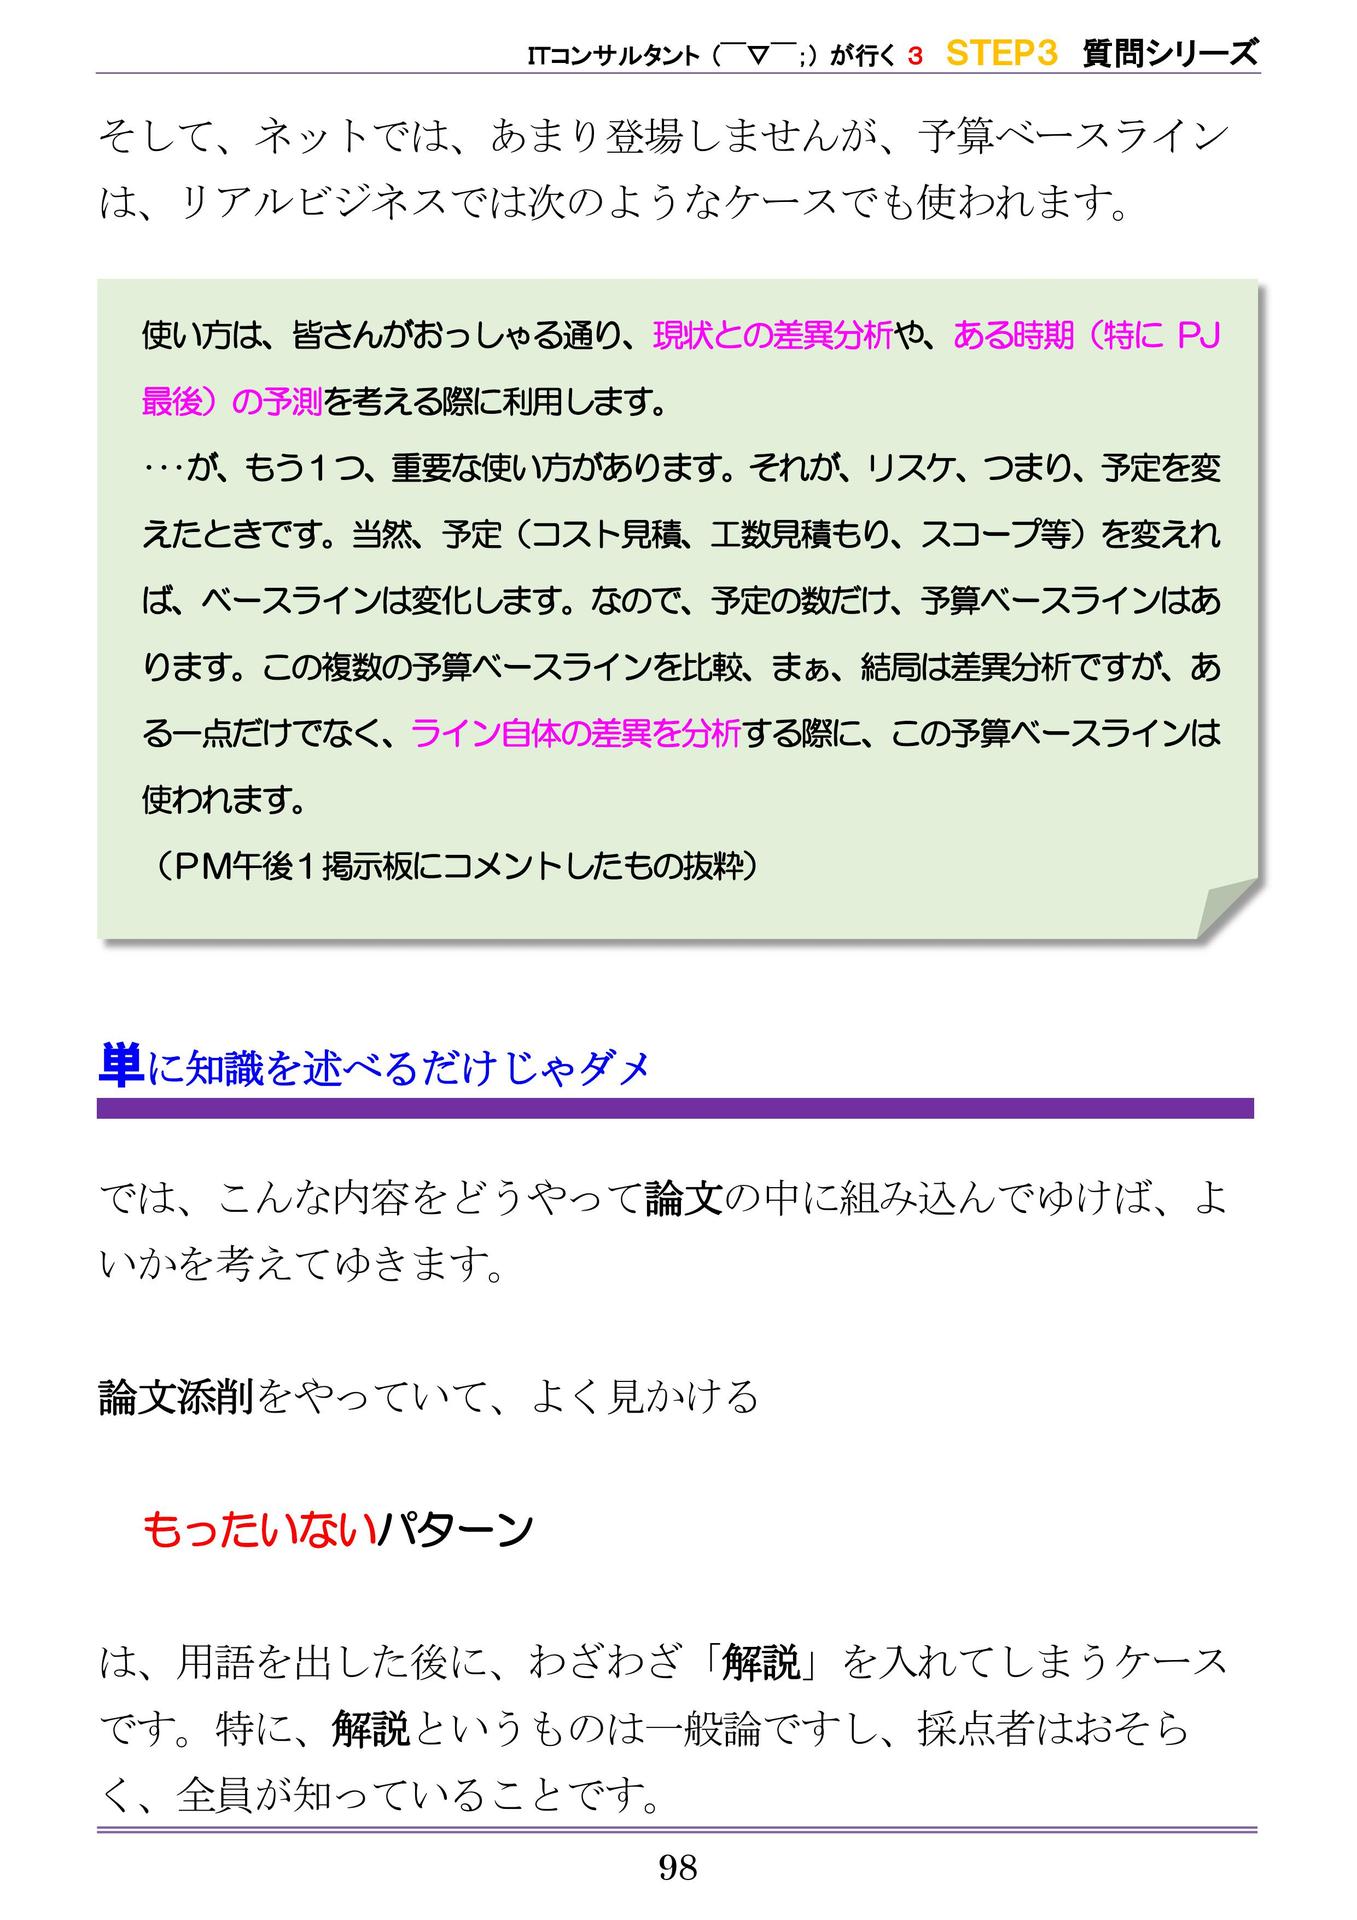 ITコンサルタント（￣▽￣;）が行く 3 STEP3 質問シリーズ
そして、ネットでは、あまり登場しませんが、予算ベースライン
は、リアルビジネスでは次のようなケースでも使われます。
使い方は、皆さんがおっしゃる通り、現状との差異分析や、ある時期（特に PJ
最後）の予測を考える際に利用します。
･･･が、もう１つ、重要な使い方があります。それが、リスケ、つまり、予定を変
えたときです。当然、予定（コスト見積、工数見積もり、スコープ等）を変えれ
ば、ベースラインは変化します。なので、予定の数だけ、予算ベースラインはあ
ります。この複数の予算ベースラインを比較、まぁ、結局は差異分析ですが、あ
る一点だけでなく、ライン自体の差異を分析する際に、この予算ベースラインは
使われます。
（ＰＭ午後１掲示板にコメントしたもの抜粋）
単に知識を述べるだけじゃダメ
では、こんな内容をどうやって論文の中に組み込んでゆけば、よ
いかを考えてゆきます。
論文添削をやっていて、よく見かける
もったいないパターン
は、用語を出した後に、わざわざ「解説」を入れてしまうケース
です。特に、解説というものは一般論ですし、採点者はおそら
く、全員が知っていることです。
98